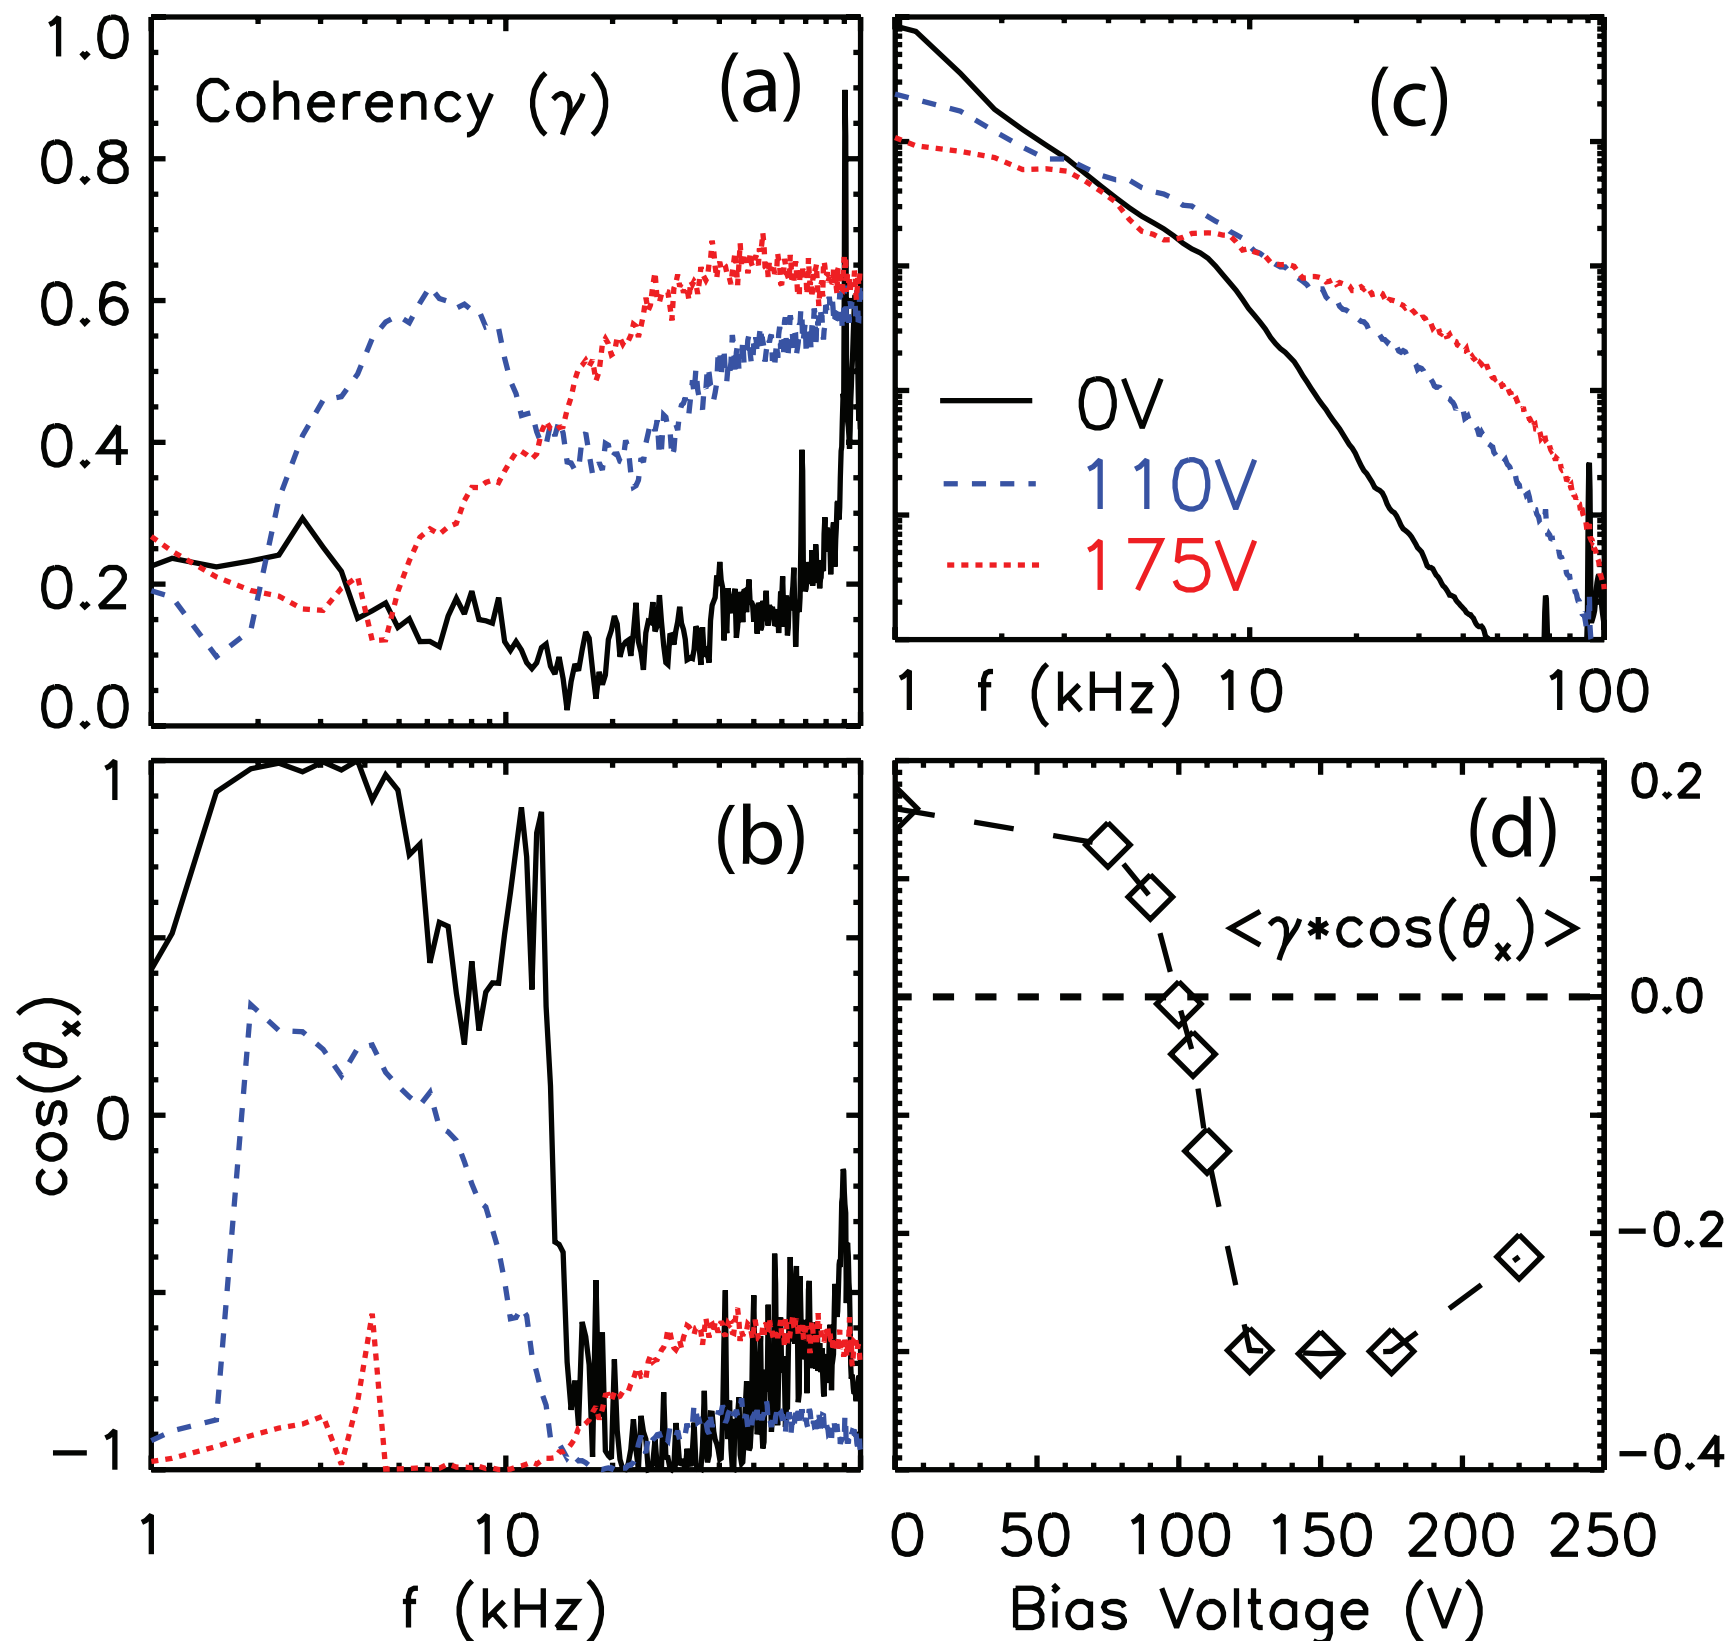 1.0
0.8
0.6
0.4
0.2
0.0
Coherency (γ)
(a)
(c)
0V
110V
175V
1 f (kHz) 10 100
1
0
−1
cos(θₓ)
(b)
1 10
f (kHz)
(d)
<γ*cos(θₓ)>
0.2
0.0
−0.2
−0.4
0 50 100 150 200 250
Bias Voltage (V)